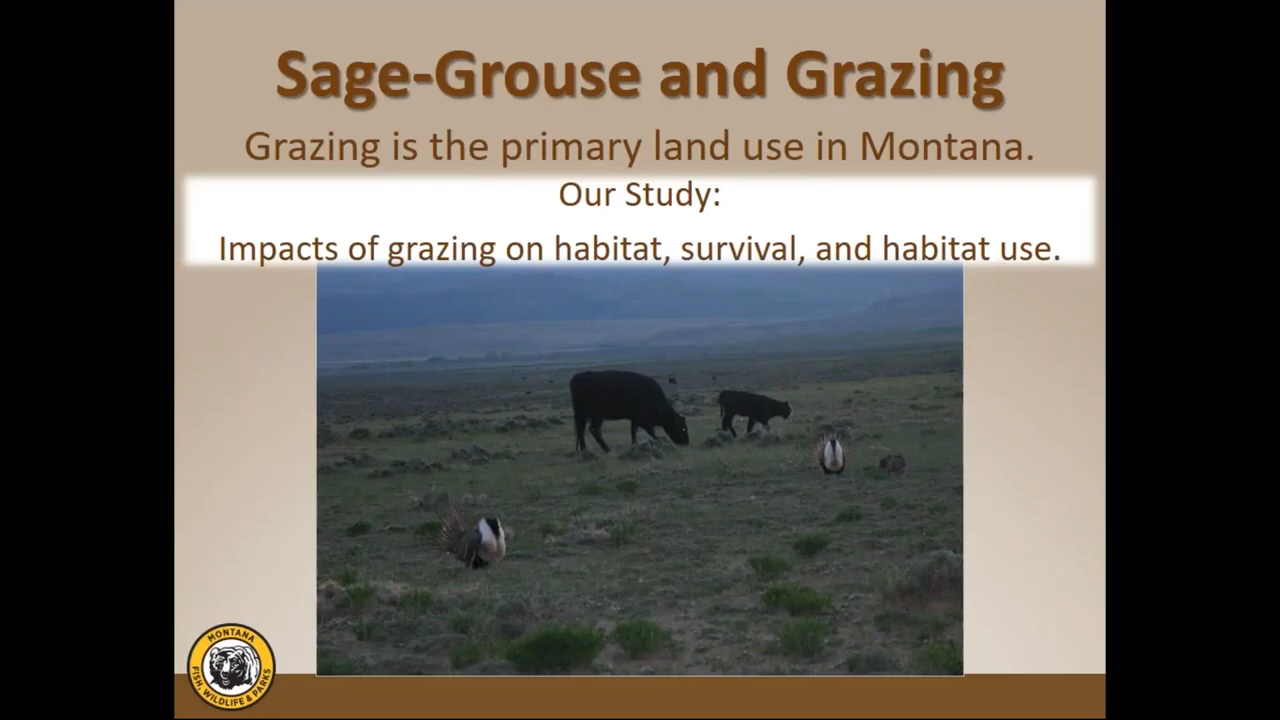 Sage-Grouse and Grazing
Grazing is the primary land use in Montana.
Our Study:
Impacts of grazing on habitat, survival, and habitat use.
MONTANA
FISH, WILDLIFE & PARKS